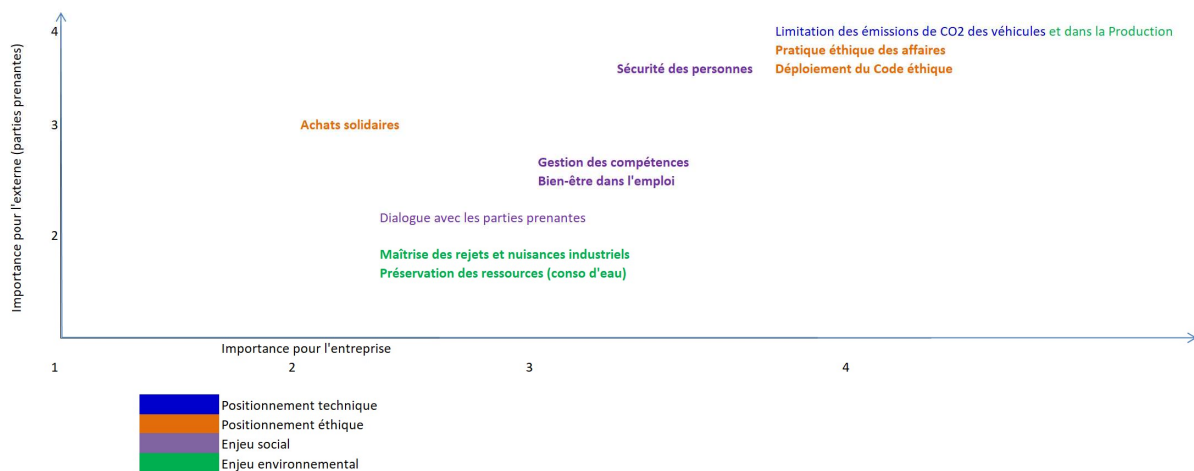 4
Limitation des émissions de CO2 des véhicules et dans la Production
Pratique éthique des affaires
Sécurité des personnes
Déploiement du Code éthique
3
Achats solidaires
Gestion des compétences
Bien-être dans l'emploi
Dialogue avec les parties prenantes
2
Maîtrise des rejets et nuisances industriels
Préservation des ressources (conso d'eau)
Importance pour l'externe (parties prenantes)
Importance pour l'entreprise
1
2
3
4
Positionnement technique
Positionnement éthique
Enjeu social
Enjeu environnemental